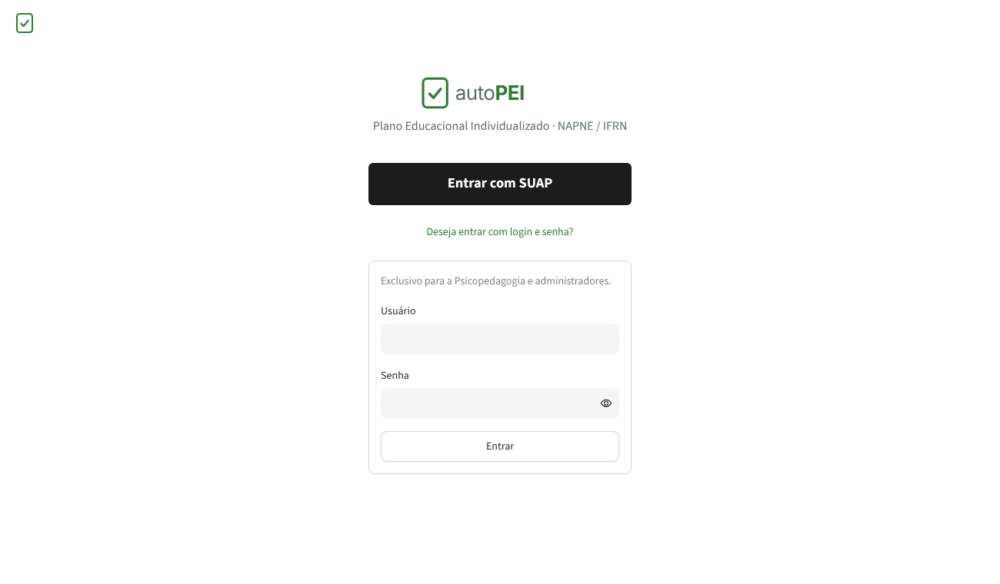 autoPEI
Plano Educacional Individualizado · NAPNE / IFRN
Entrar com SUAP
Deseja entrar com login e senha?
Exclusivo para a Psicopedagogia e administradores.
Usuário
Senha
Entrar